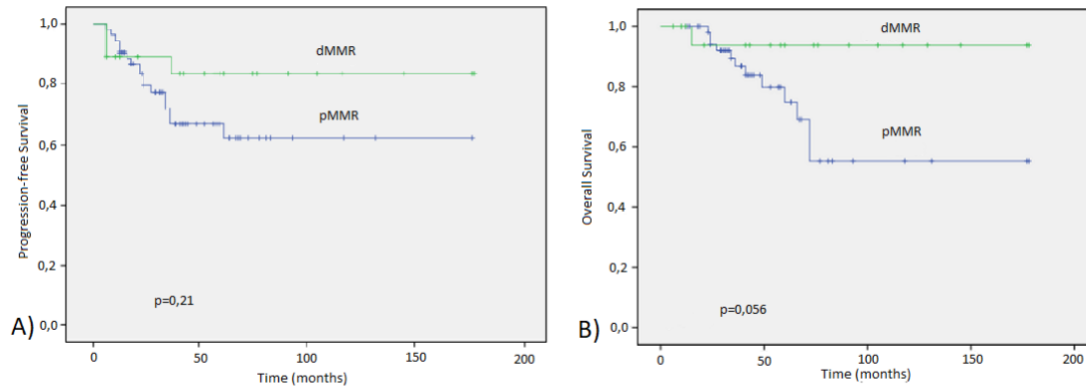 1,0
0,8
0,6
0,4
0,2
0,0
Progression-free Survival
dMMR
pMMR
p=0,21
A)
0
50
100
150
200
Time (months)
1,0
0,8
0,6
0,4
0,2
0,0
Overall Survival
dMMR
pMMR
p=0,056
B)
0
50
100
150
200
Time (months)